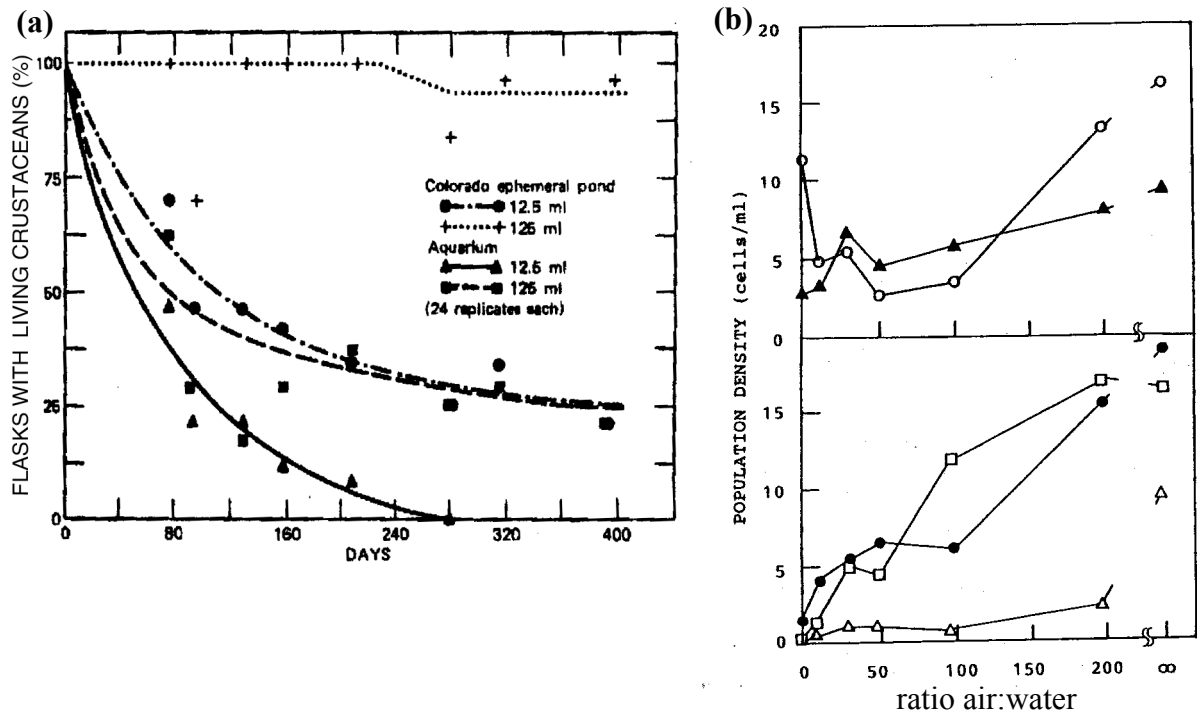 (a)
FLASKS WITH LIVING CRUSTACEANS (%)
100
75
50
25
0
0 80 160 240 320 400
DAYS
Colorado ephemeral pond
12.5 ml
125 ml
Aquarium
12.5 ml
125 ml
(24 replicates each)
(b)
POPULATION DENSITY (cells/ml)
20
15
10
5
0
15
10
5
0
0 50 100 150 200 ∞
ratio air:water